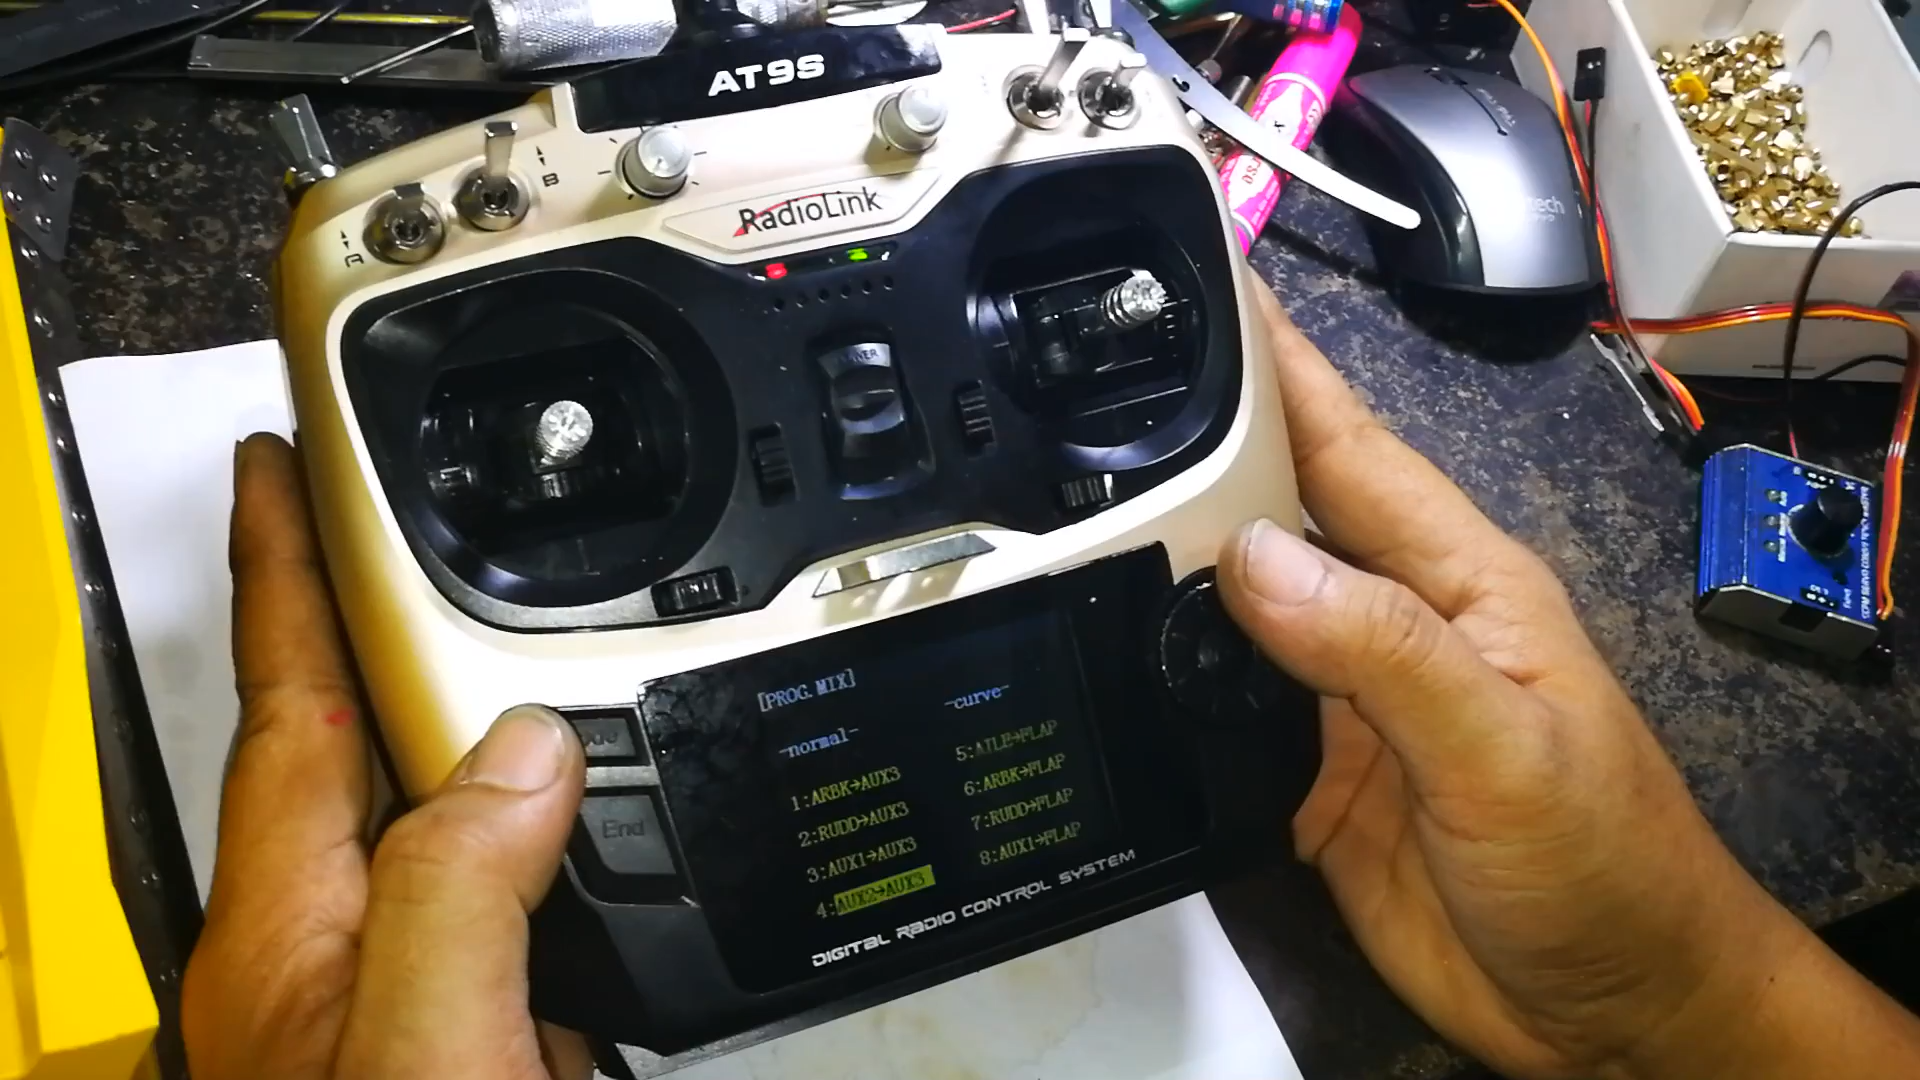 AT9S
B
A
RadioLink
POWER
[PROG.MIX]
-normal-
-curve-
1:ARBK→AUX3
2:RUDD→AUX3
3:AUX1→AUX3
4:AUX2→AUX3
5:AILE→FLAP
6:ARBK→FLAP
7:RUDD→FLAP
8:AUX1→FLAP
End
DIGITAL RADIO CONTROL SYSTEM